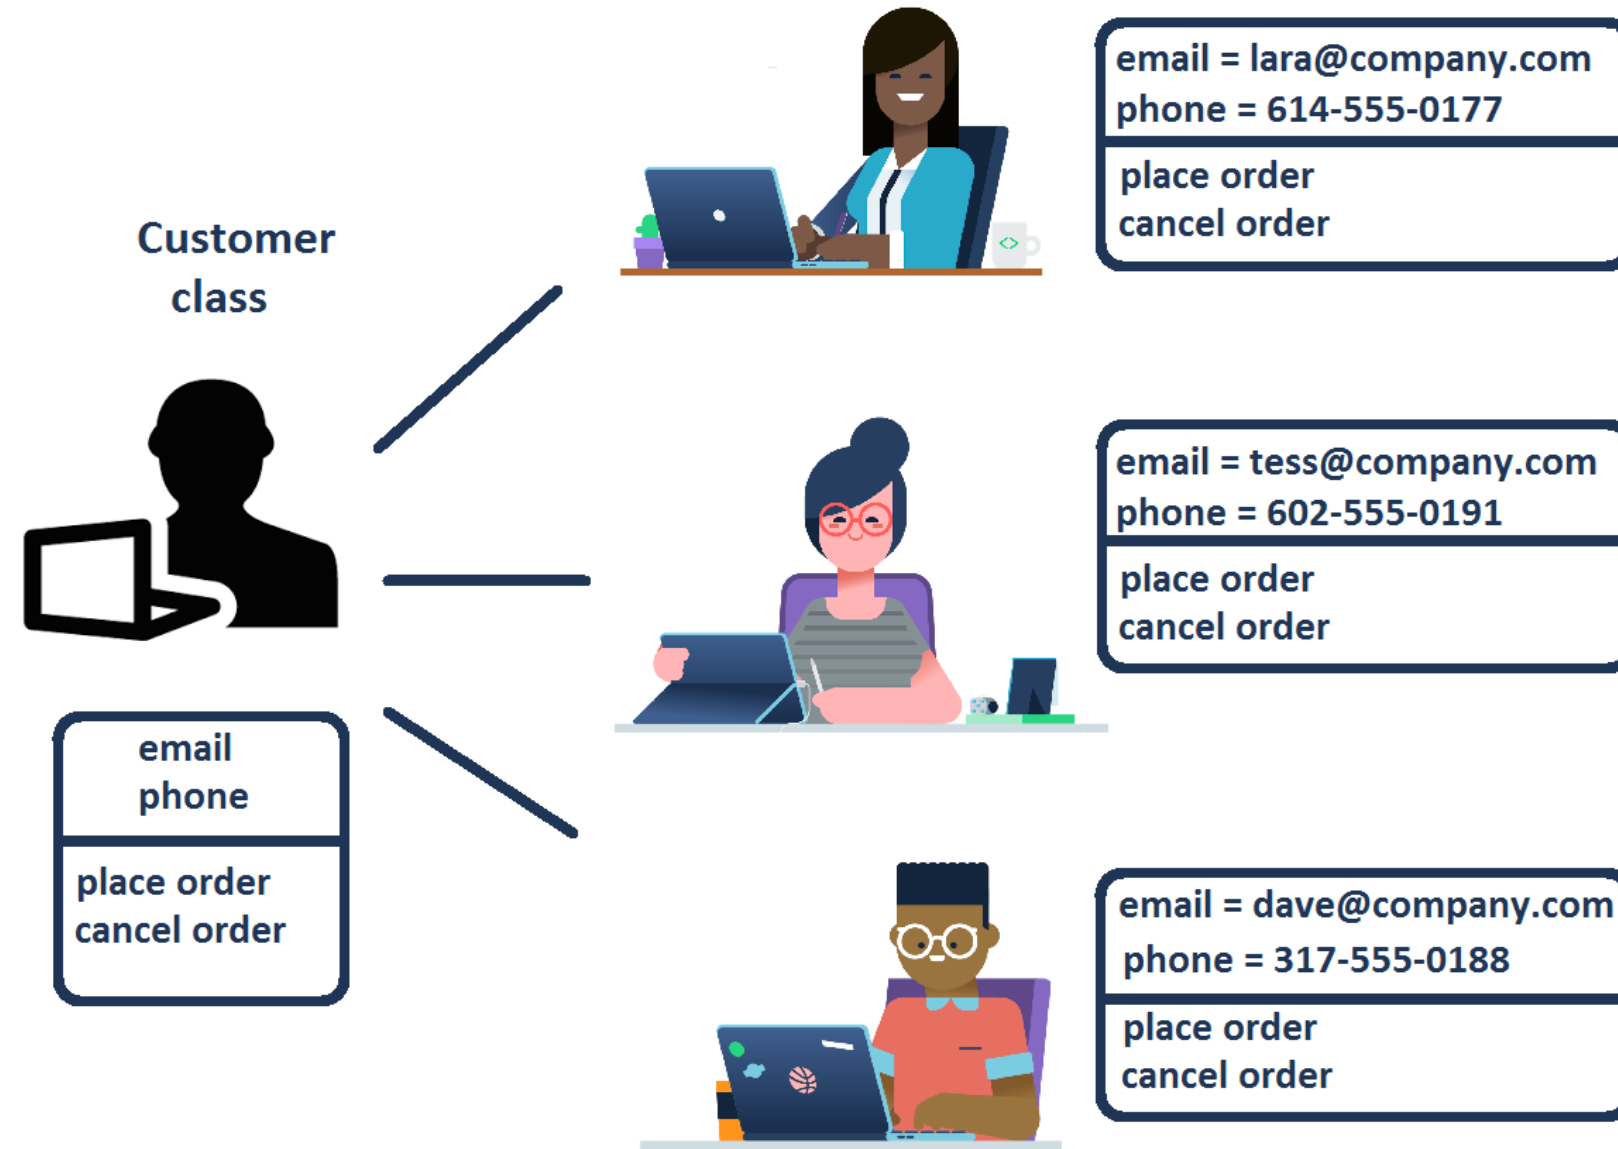 Customer
class
email
phone
place order
cancel order
email = lara@company.com
phone = 614-555-0177
place order
cancel order
email = tess@company.com
phone = 602-555-0191
place order
cancel order
email = dave@company.com
phone = 317-555-0188
place order
cancel order
<>